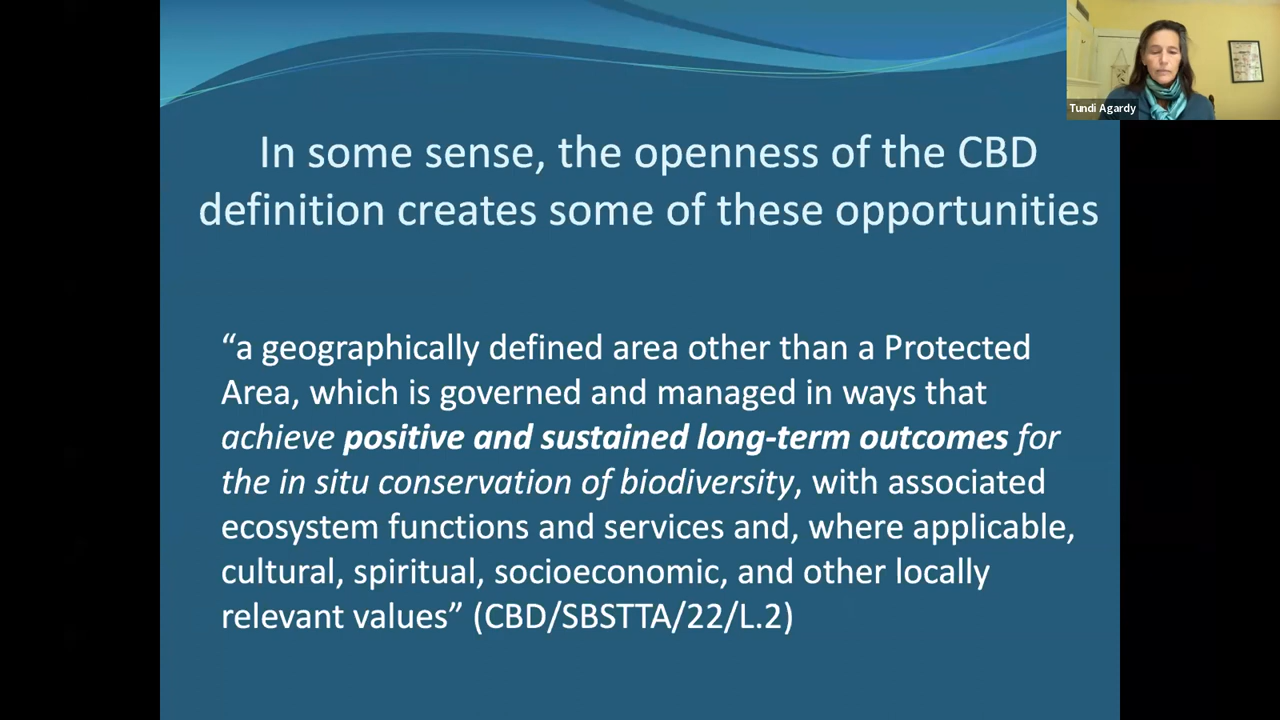 Tundi Agardy
In some sense, the openness of the CBD
definition creates some of these opportunities
“a geographically defined area other than a Protected
Area, which is governed and managed in ways that
achieve positive and sustained long-term outcomes for
the in situ conservation of biodiversity, with associated
ecosystem functions and services and, where applicable,
cultural, spiritual, socioeconomic, and other locally
relevant values” (CBD/SBSTTA/22/L.2)